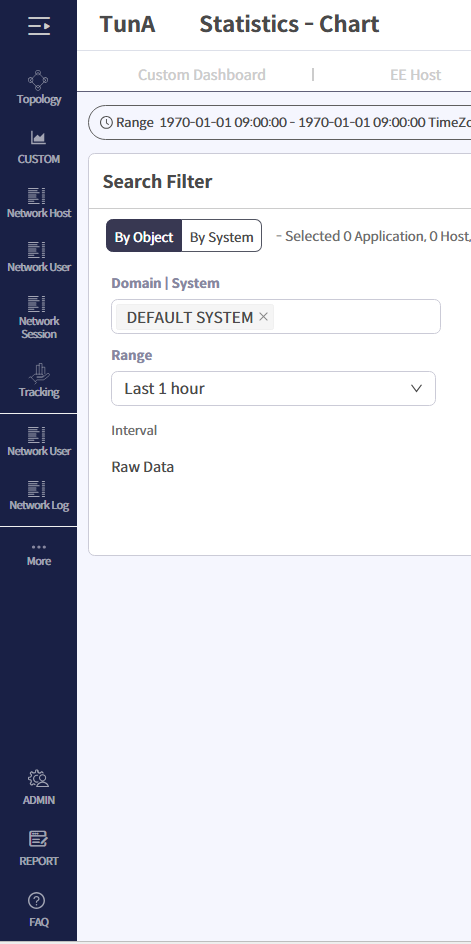 TunA
Statistics - Chart
Custom Dashboard | EE Host
Range 1970-01-01 09:00:00 - 1970-01-01 09:00:00 TimeZo
Search Filter
By Object By System - Selected 0 Application, 0 Host,
Domain | System
DEFAULT SYSTEM ×
Range
Last 1 hour
Interval
Raw Data
Topology
CUSTOM
Network Host
Network User
Network
Session
Tracking
Network User
Network Log
More
ADMIN
REPORT
FAQ